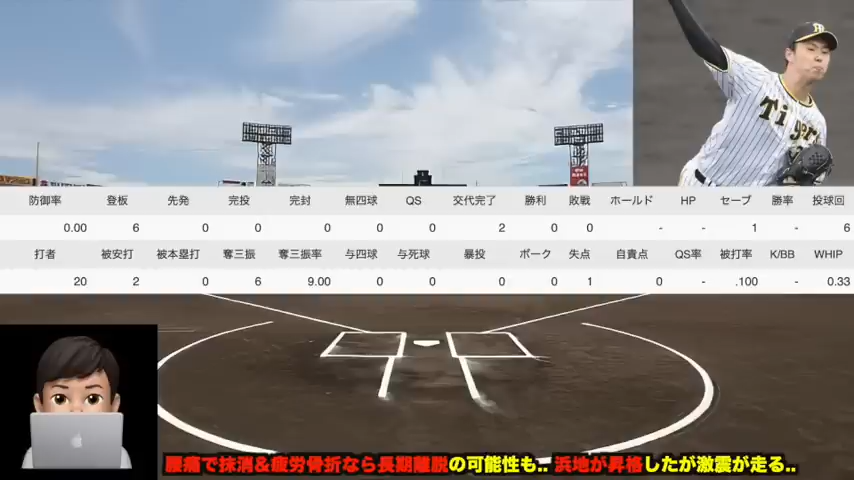 Tigers
防御率 登板 先発 完投 完封 無四球 QS 交代完了 勝利 敗戦 ホールド HP セーブ 勝率 投球回
0.00 6 0 0 0 0 0 2 0 0 - - 1 - 6
打者 被安打 被本塁打 奪三振 奪三振率 与四球 与死球 暴投 ボーク 失点 自責点 QS率 被打率 K/BB WHIP
20 2 0 6 9.00 0 0 0 0 1 0 - .100 - 0.33
腰痛で抹消&疲労骨折なら長期離脱の可能性も.. 浜地が昇格したが激震が走る..